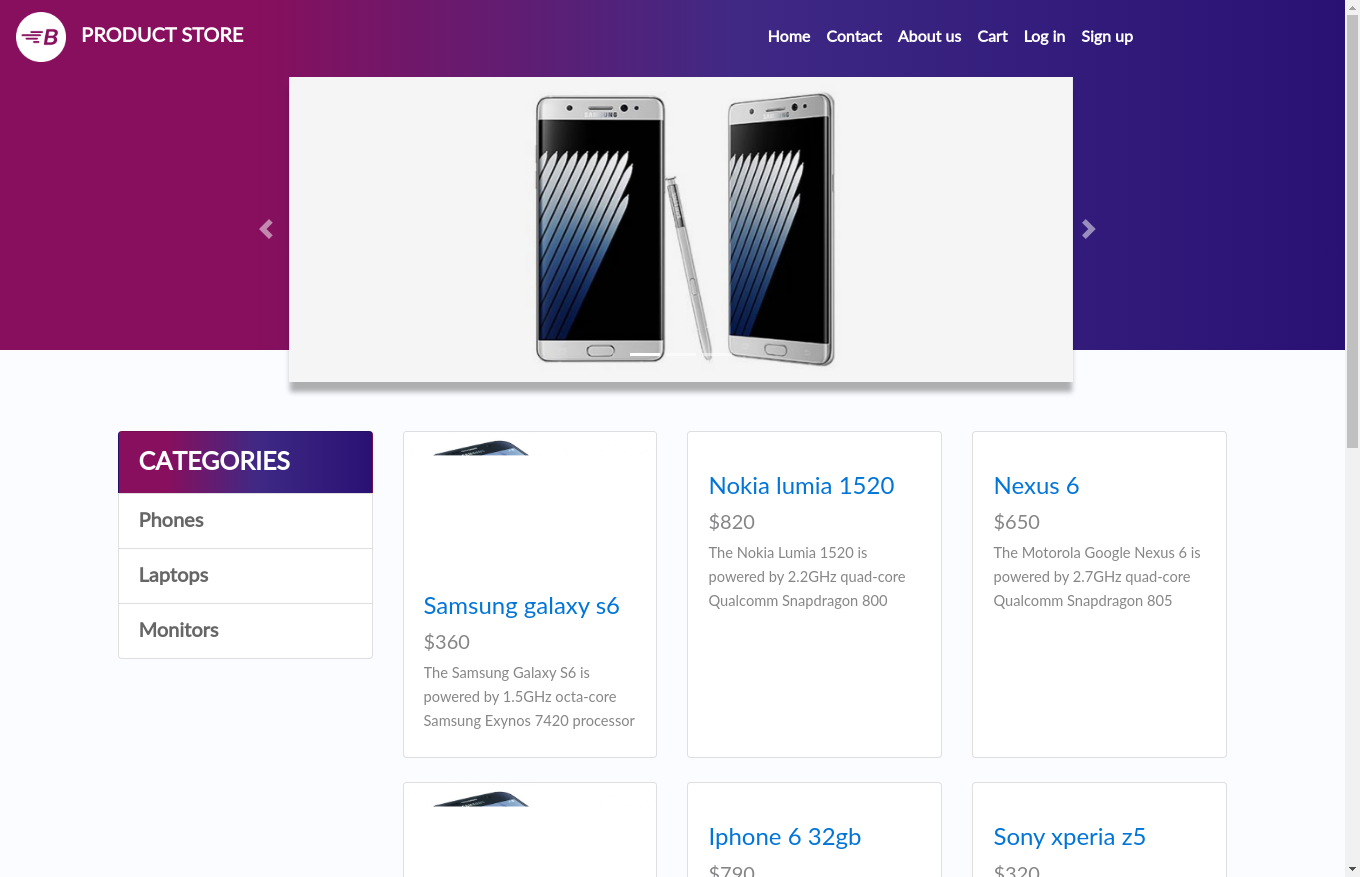 B PRODUCT STORE
Home Contact About us Cart Log in Sign up
SAMSUNG SAMSUNG
CATEGORIES
Phones
Laptops
Monitors
Samsung galaxy s6
$360
The Samsung Galaxy S6 is
powered by 1.5GHz octa-core
Samsung Exynos 7420 processor
Nokia lumia 1520
$820
The Nokia Lumia 1520 is
powered by 2.2GHz quad-core
Qualcomm Snapdragon 800
Nexus 6
$650
The Motorola Google Nexus 6 is
powered by 2.7GHz quad-core
Qualcomm Snapdragon 805
Iphone 6 32gb
$790
Sony xperia z5
$320